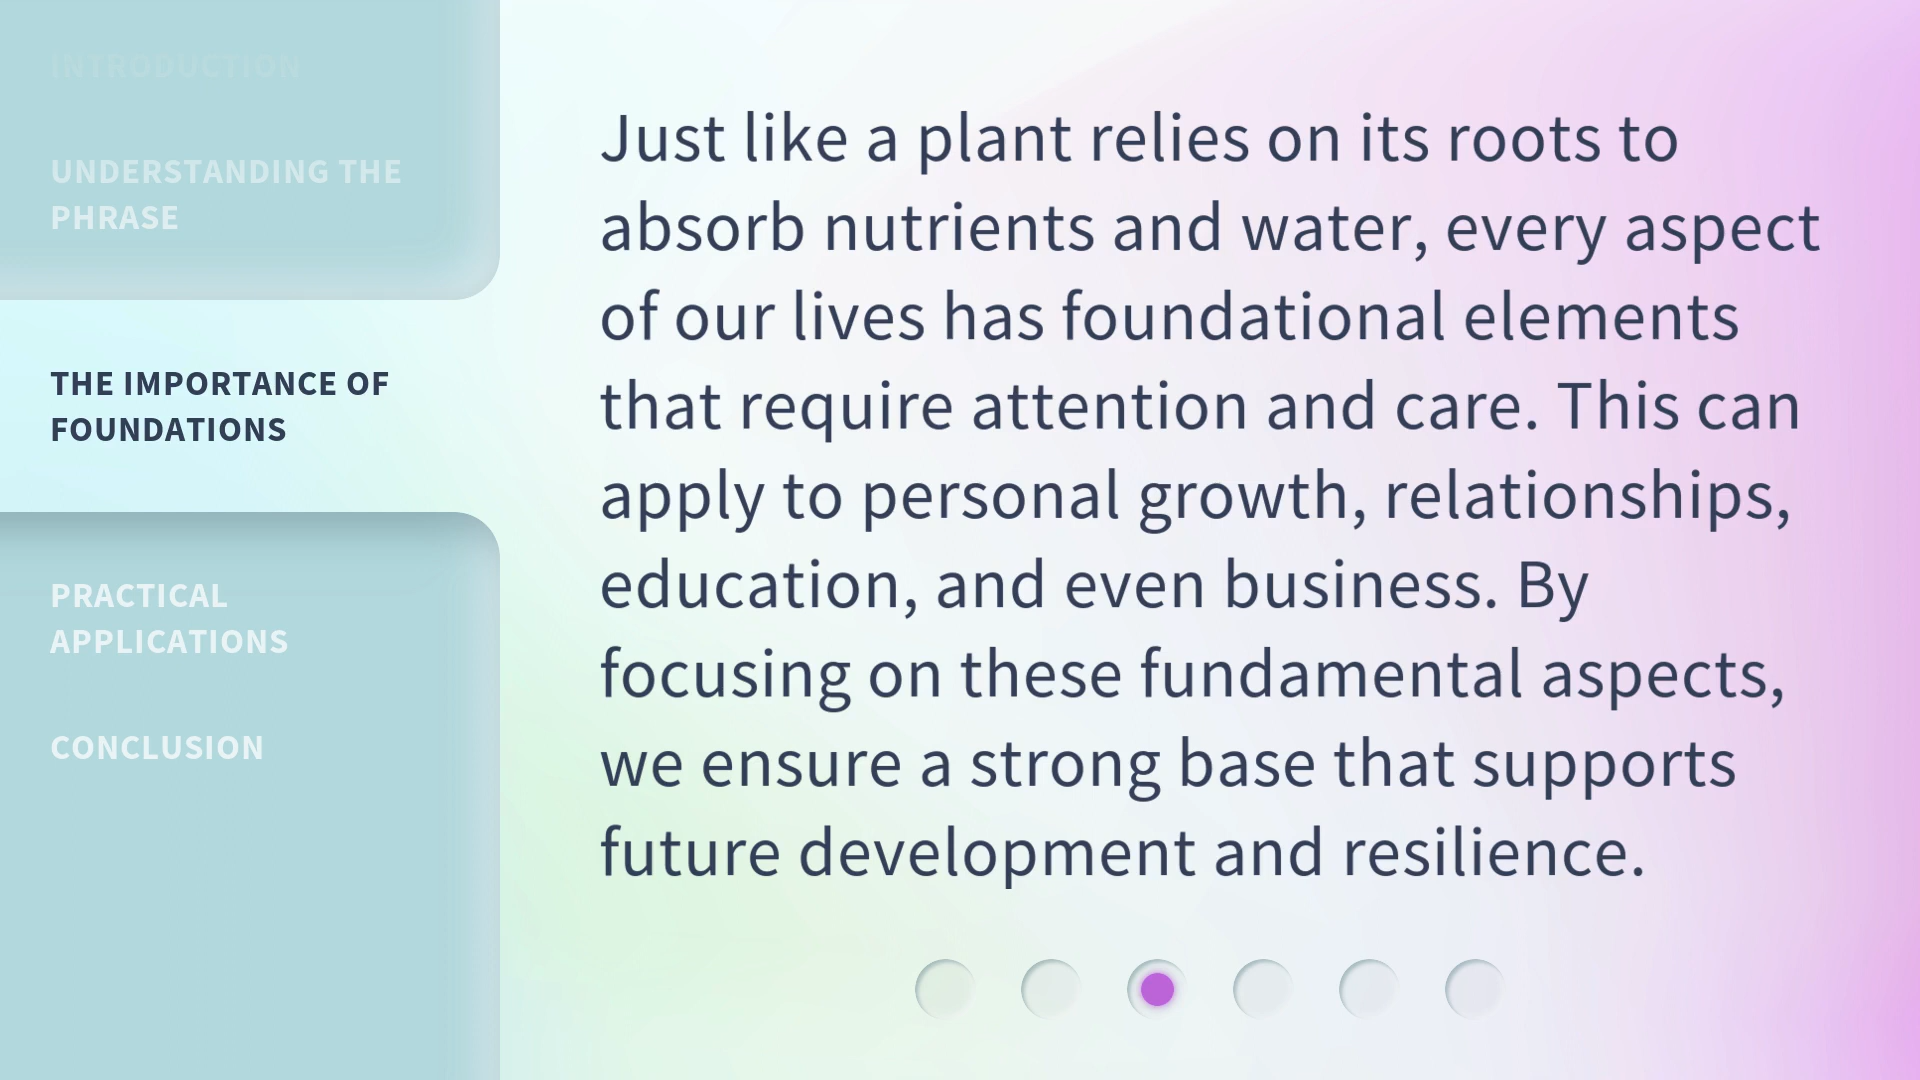 INTRODUCTION
UNDERSTANDING THE
PHRASE
THE IMPORTANCE OF
FOUNDATIONS
PRACTICAL
APPLICATIONS
CONCLUSION
Just like a plant relies on its roots to
absorb nutrients and water, every aspect
of our lives has foundational elements
that require attention and care. This can
apply to personal growth, relationships,
education, and even business. By
focusing on these fundamental aspects,
we ensure a strong base that supports
future development and resilience.